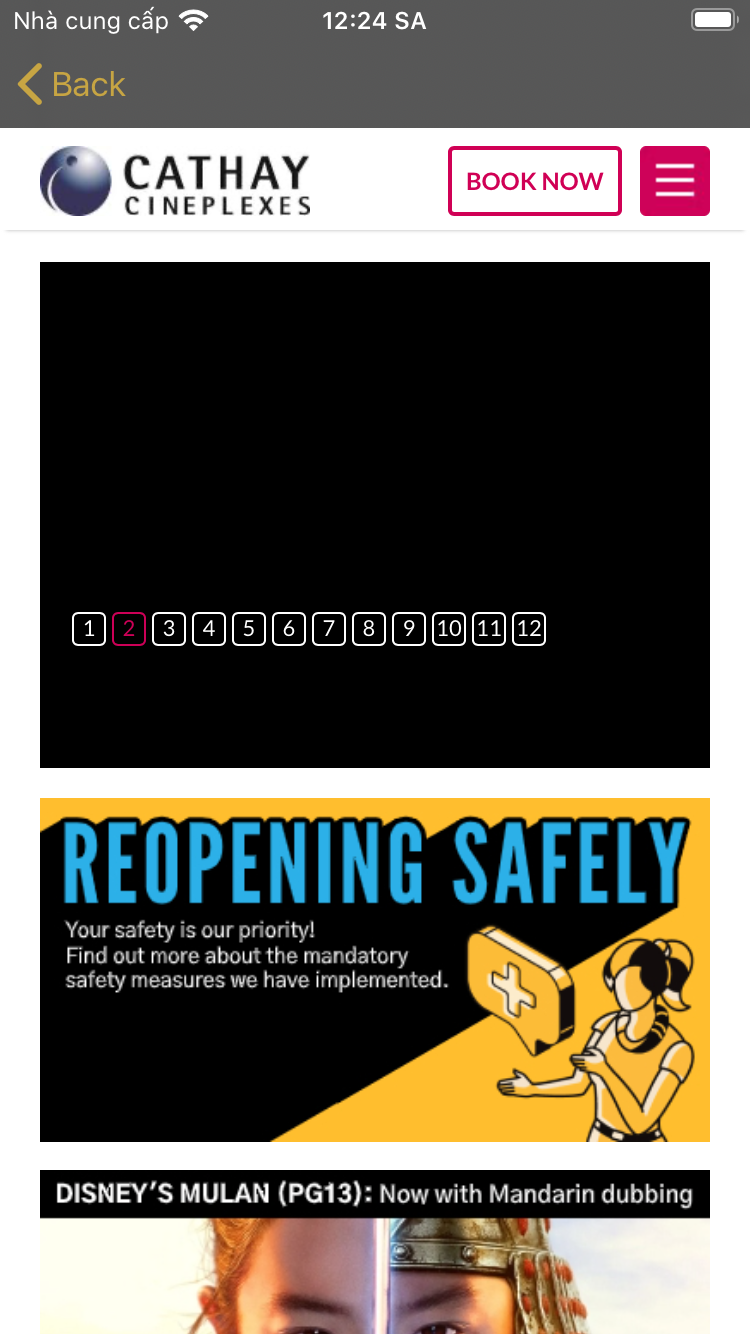 Nhà cung cấp 12:24 SA
Back
CATHAY
CINEPLEXES
BOOK NOW
1 2 3 4 5 6 7 8 9 10 11 12
REOPENING SAFELY
Your safety is our priority!
Find out more about the mandatory
safety measures we have implemented.
DISNEY'S MULAN (PG13): Now with Mandarin dubbing